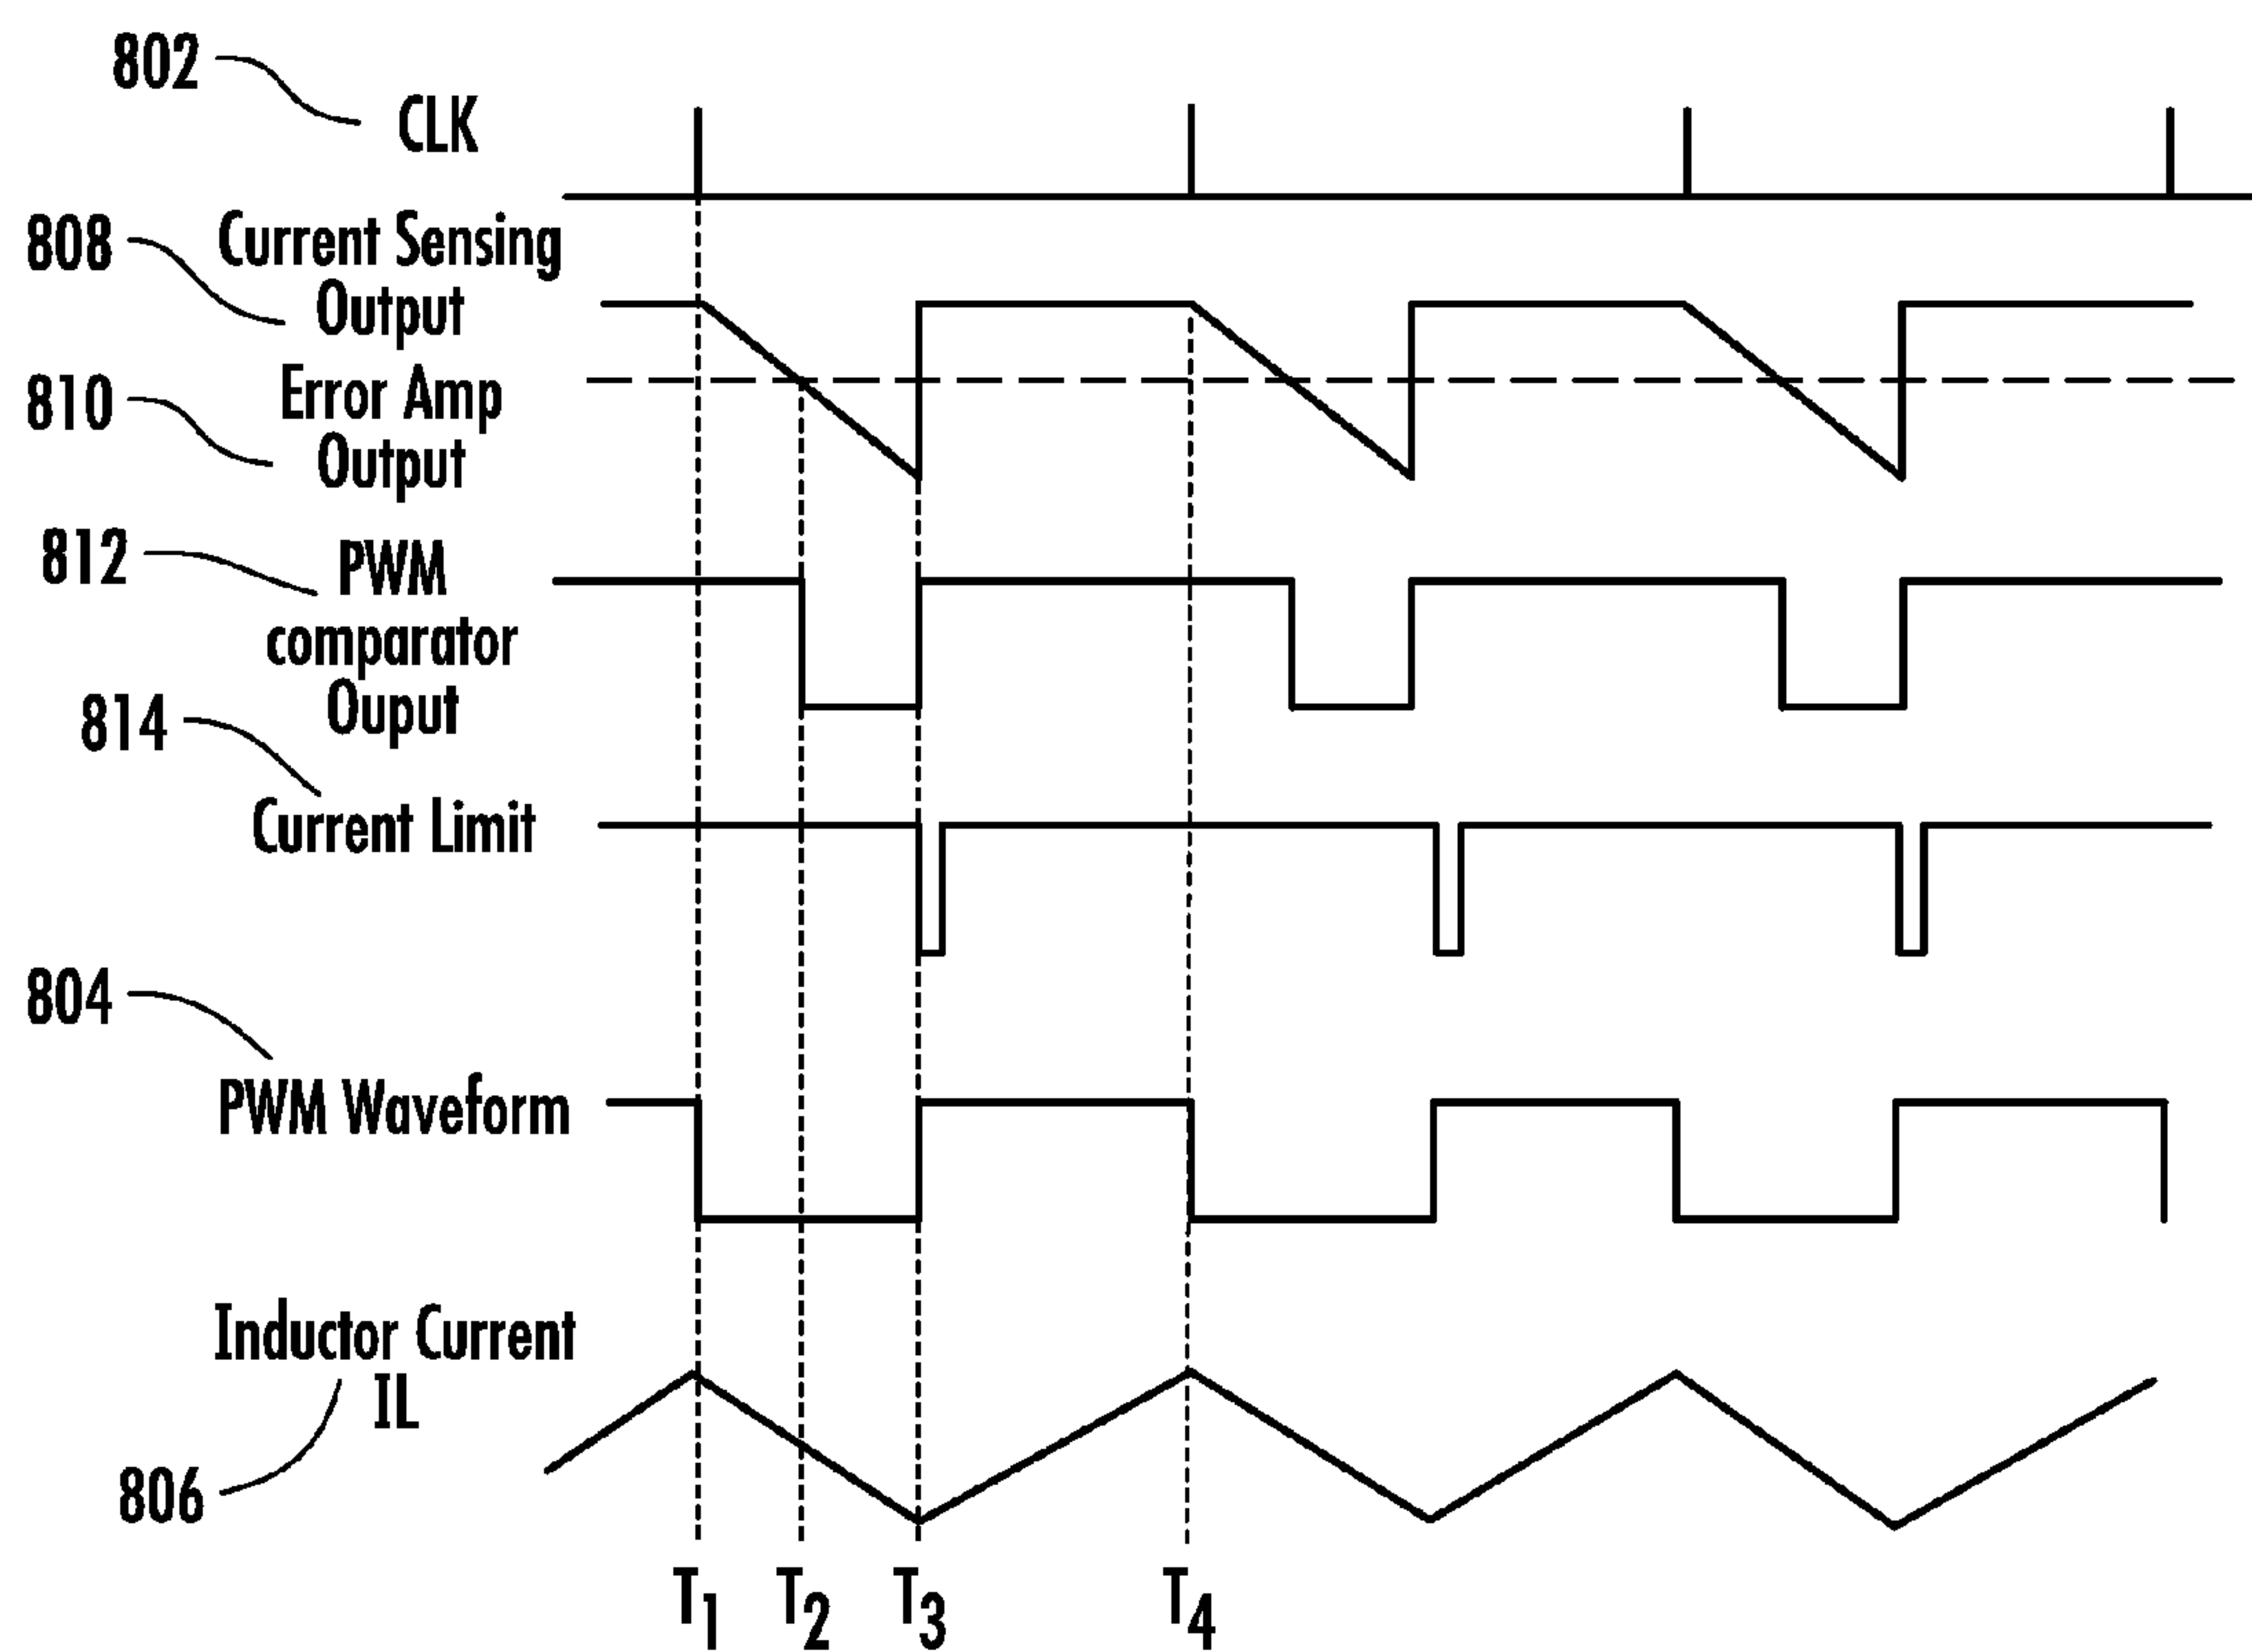 802
CLK
808
Current Sensing
Output
810
Error Amp
Output
812
PWM
comparator
Ouput
814
Current Limit
804
PWM Waveform
Inductor Current
IL
806
T1 T2 T3 T4